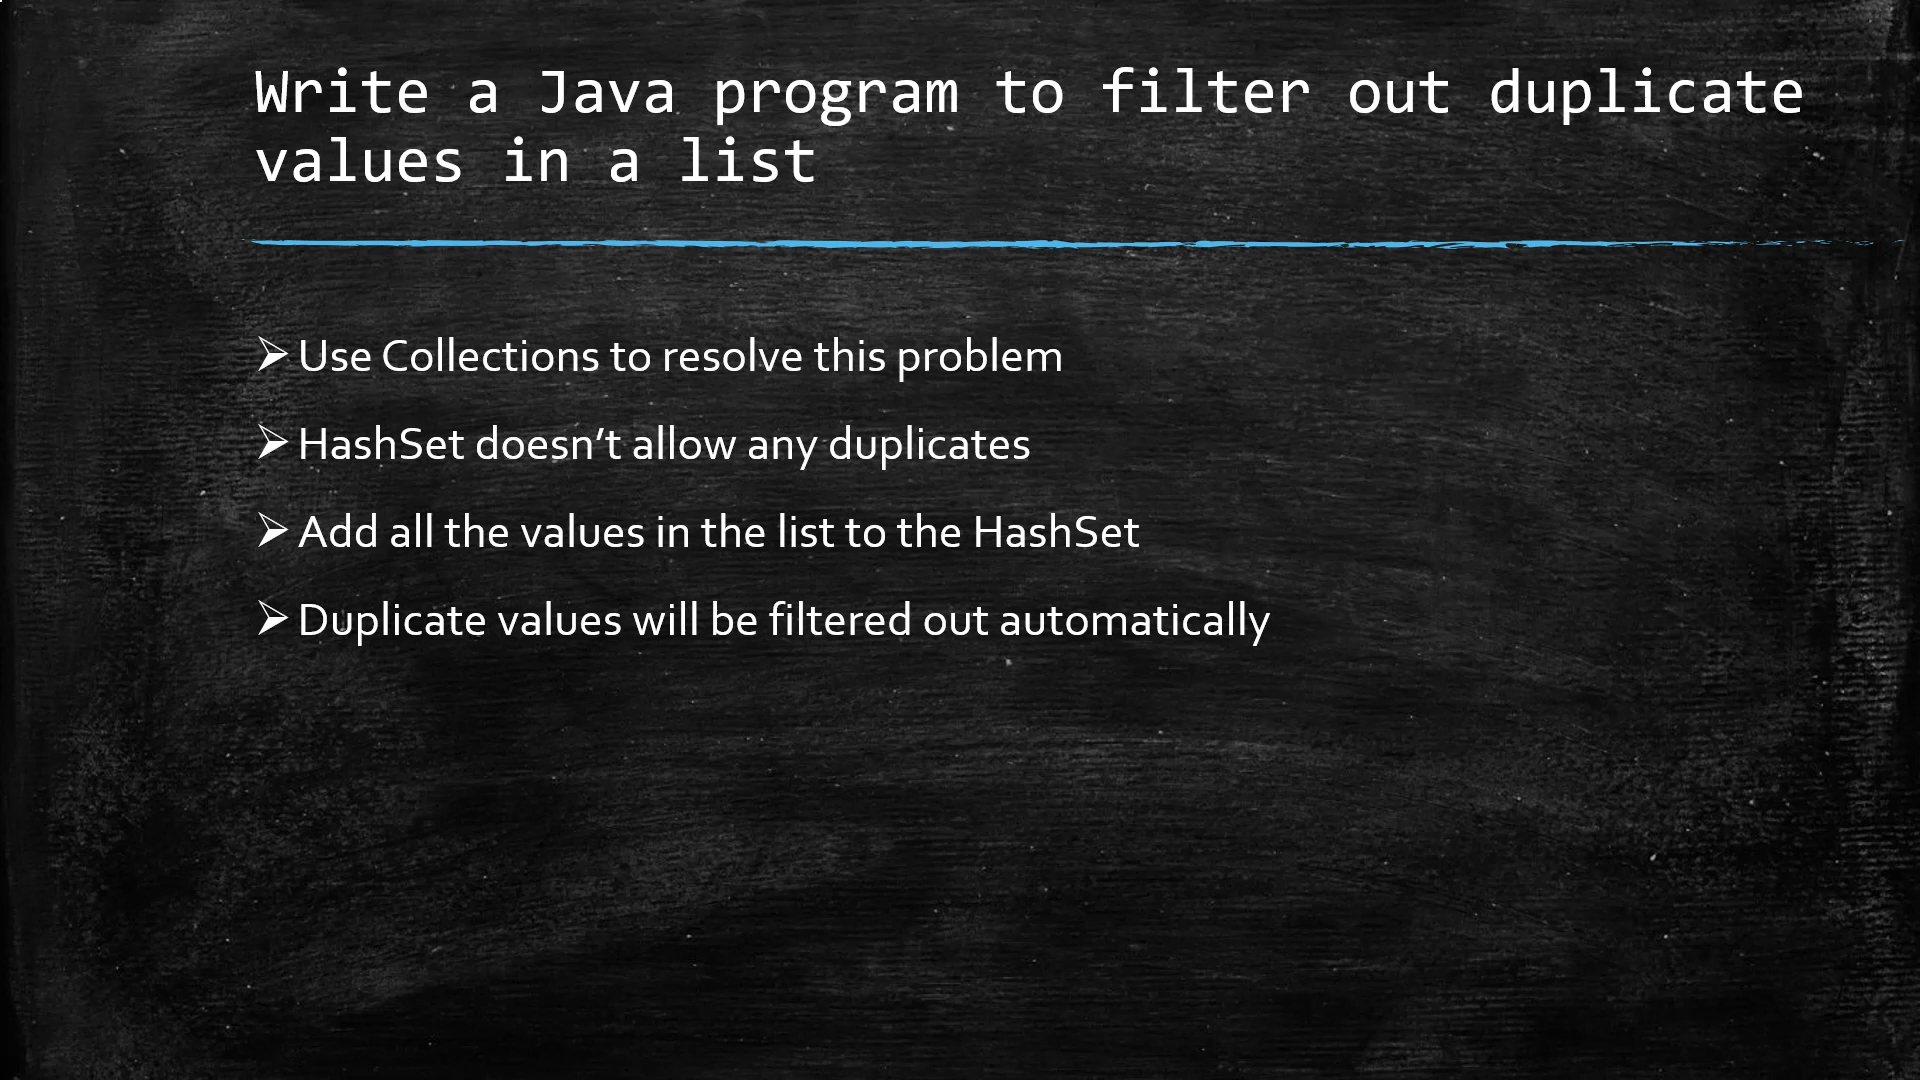 Write a Java program to filter out duplicate
values in a list
➢Use Collections to resolve this problem
➢HashSet doesn’t allow any duplicates
➢Add all the values in the list to the HashSet
➢Duplicate values will be filtered out automatically